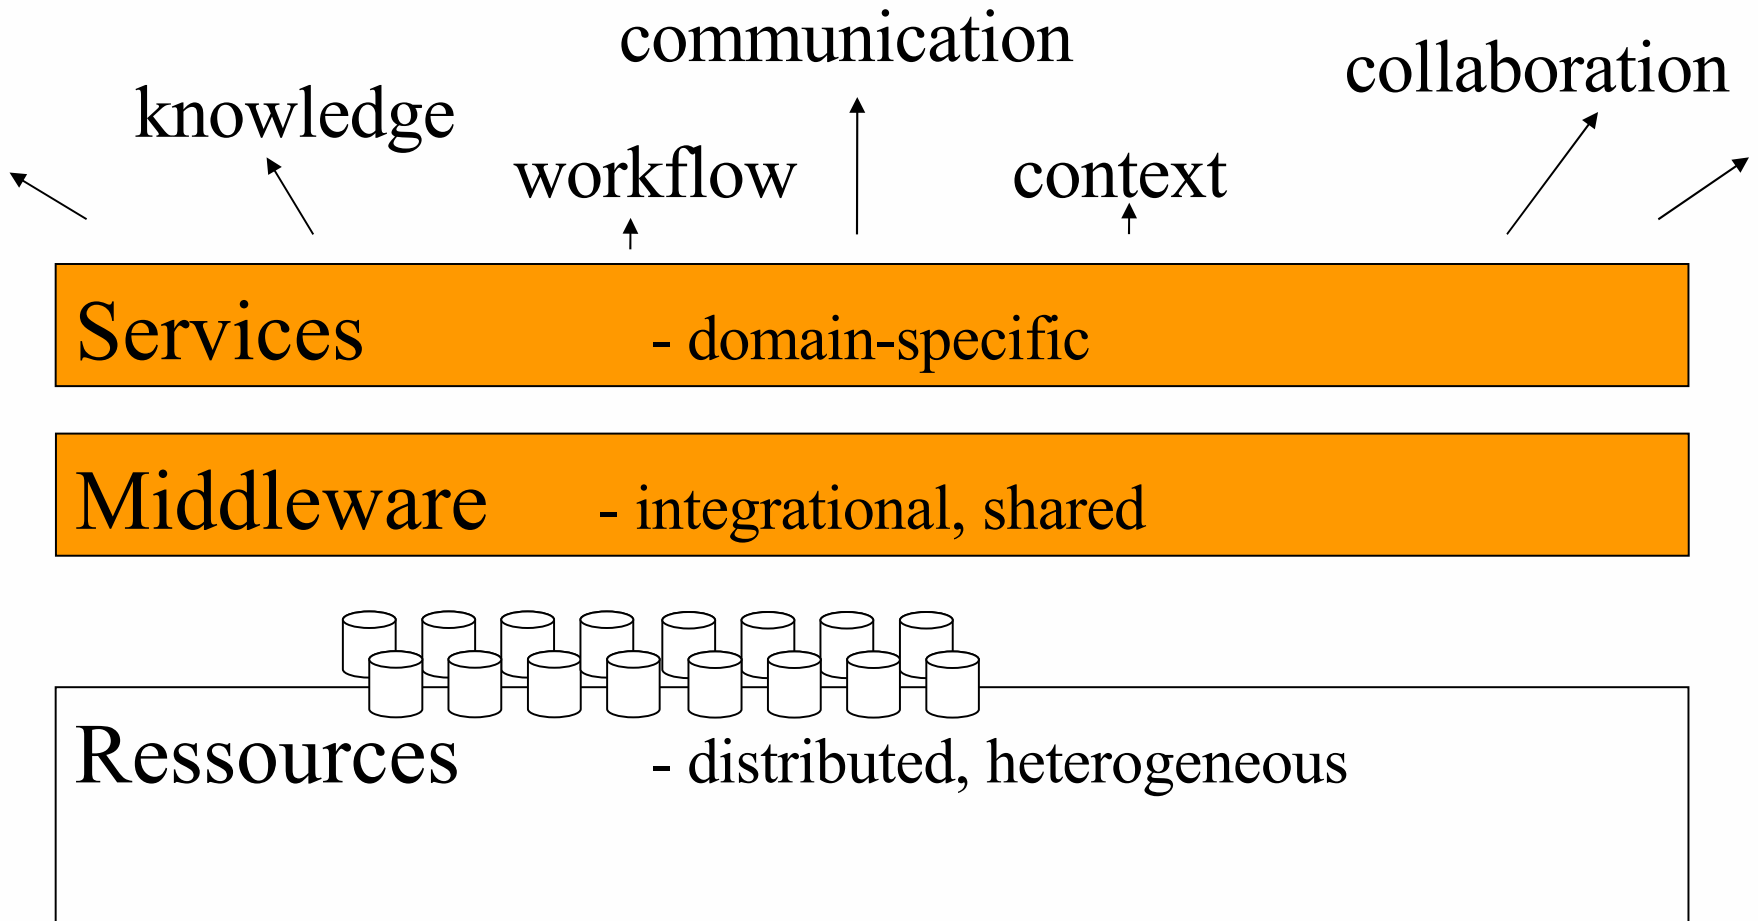 communication
collaboration
knowledge
workflow
context
Services - domain-specific
Middleware - integrational, shared
Ressources - distributed, heterogeneous